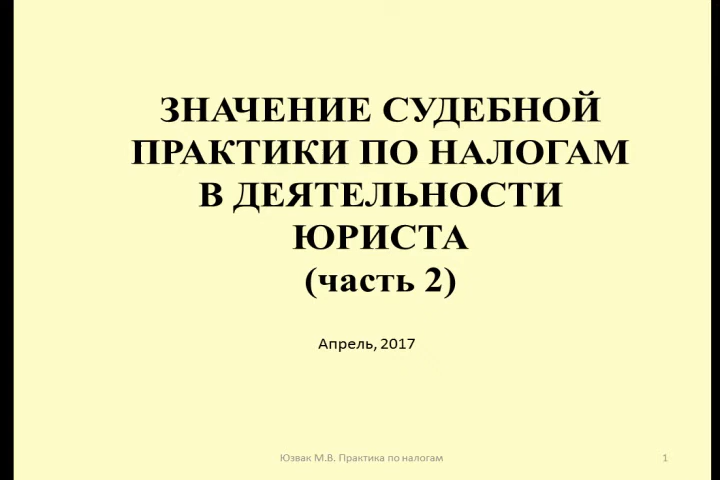 ЗНАЧЕНИЕ СУДЕБНОЙ
ПРАКТИКИ ПО НАЛОГАМ
В ДЕЯТЕЛЬНОСТИ
ЮРИСТА
(часть 2)
Апрель, 2017
Юзвак М.В. Практика по налогам 1